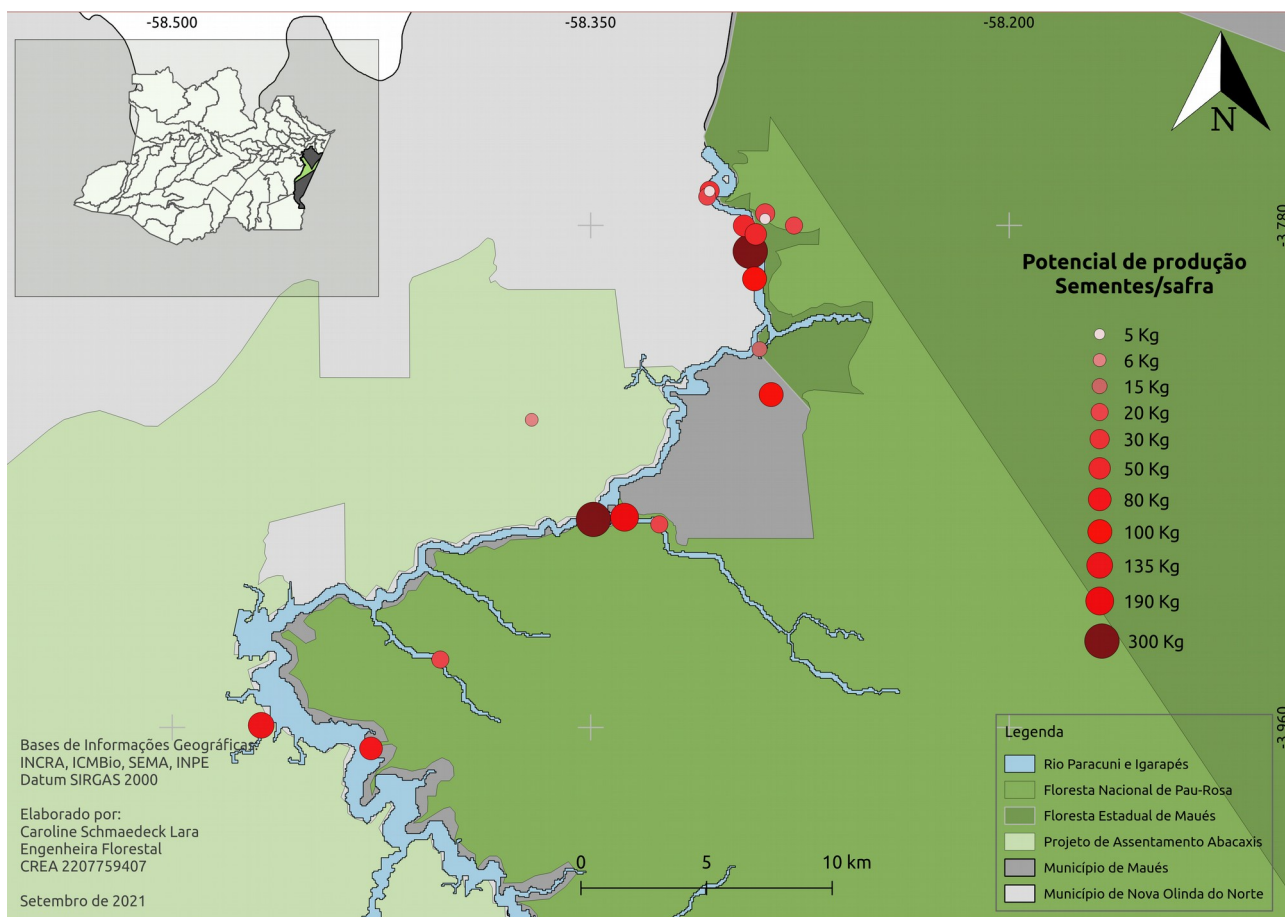 -58.500
-58.350
-58.200
N
-3.780
Potencial de produção
Sementes/safra
5 Kg
6 Kg
15 Kg
20 Kg
30 Kg
50 Kg
80 Kg
100 Kg
135 Kg
190 Kg
300 Kg
-3.960
Bases de Informações Geográficas
INCRA, ICMBio, SEMA, INPE
Datum SIRGAS 2000
Elaborado por:
Caroline Schmaedeck Lara
Engenheira Florestal
CREA 2207759407
Setembro de 2021
0 5 10 km
Legenda
Rio Paracuni e Igarapés
Floresta Nacional de Pau-Rosa
Floresta Estadual de Maués
Projeto de Assentamento Abacaxis
Município de Maués
Município de Nova Olinda do Norte